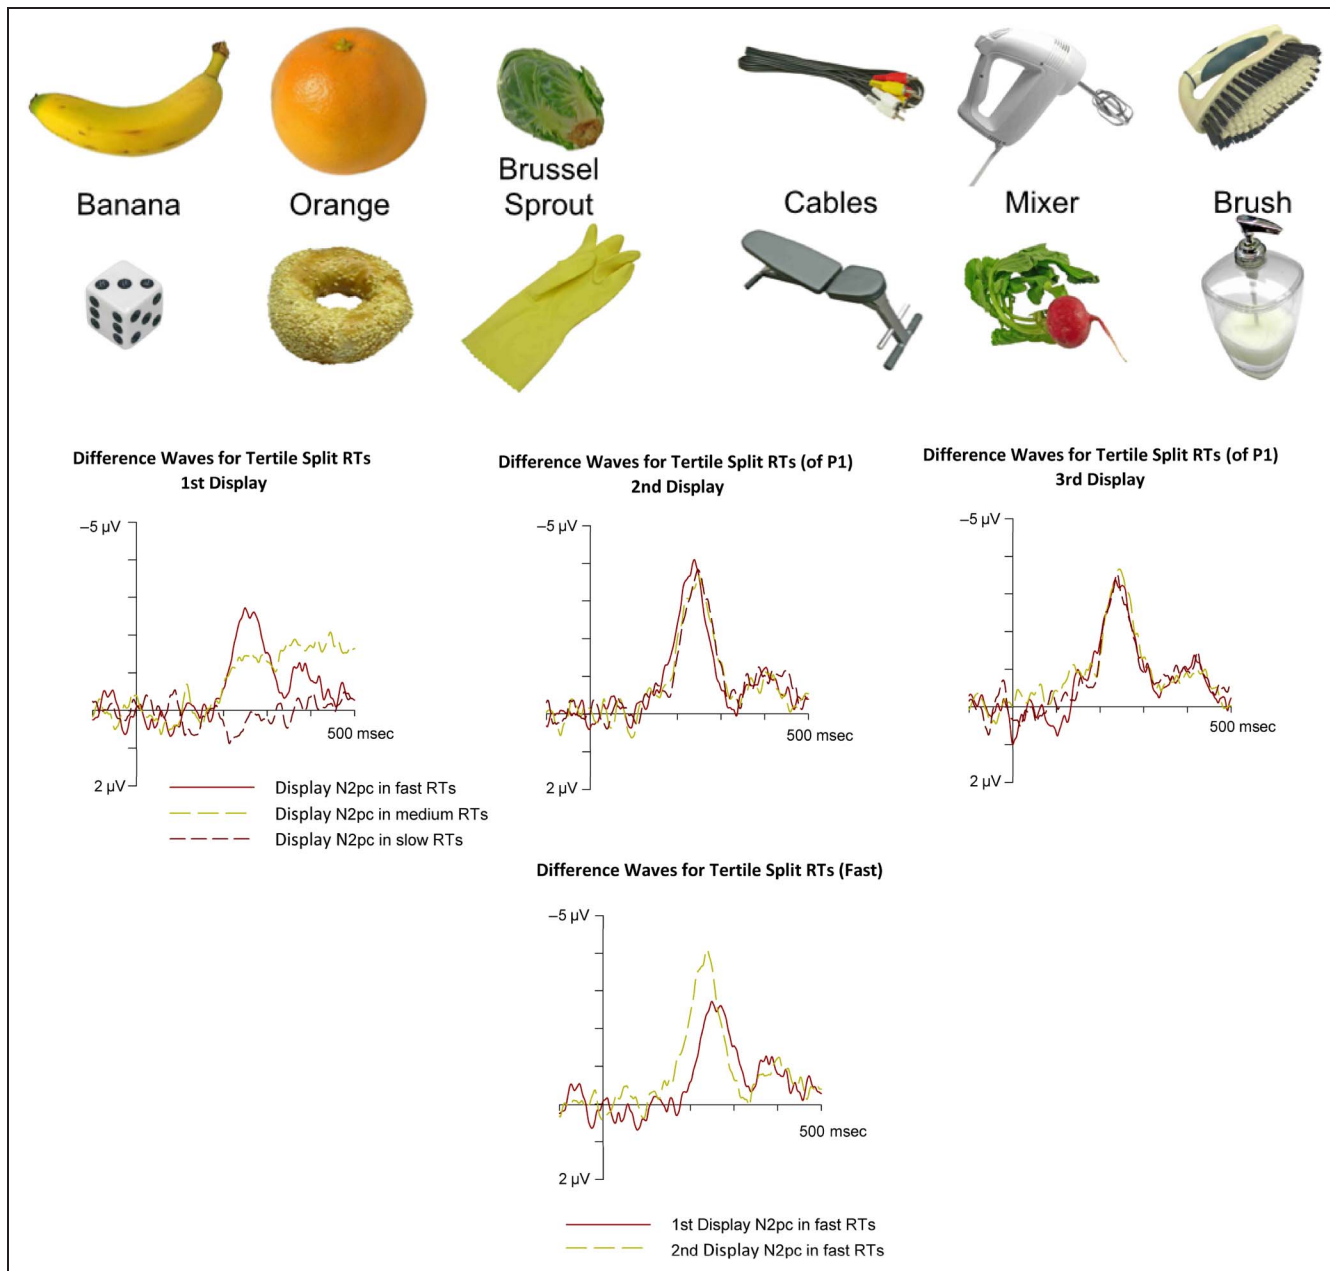 Banana
Orange
Brussel
Sprout
Cables
Mixer
Brush
Difference Waves for Tertile Split RTs
1st Display
−5 µV
500 msec
2 µV
Display N2pc in fast RTs
Display N2pc in medium RTs
Display N2pc in slow RTs
Difference Waves for Tertile Split RTs (of P1)
2nd Display
−5 µV
500 msec
2 µV
Difference Waves for Tertile Split RTs (of P1)
3rd Display
−5 µV
500 msec
2 µV
Difference Waves for Tertile Split RTs (Fast)
−5 µV
500 msec
2 µV
1st Display N2pc in fast RTs
2nd Display N2pc in fast RTs